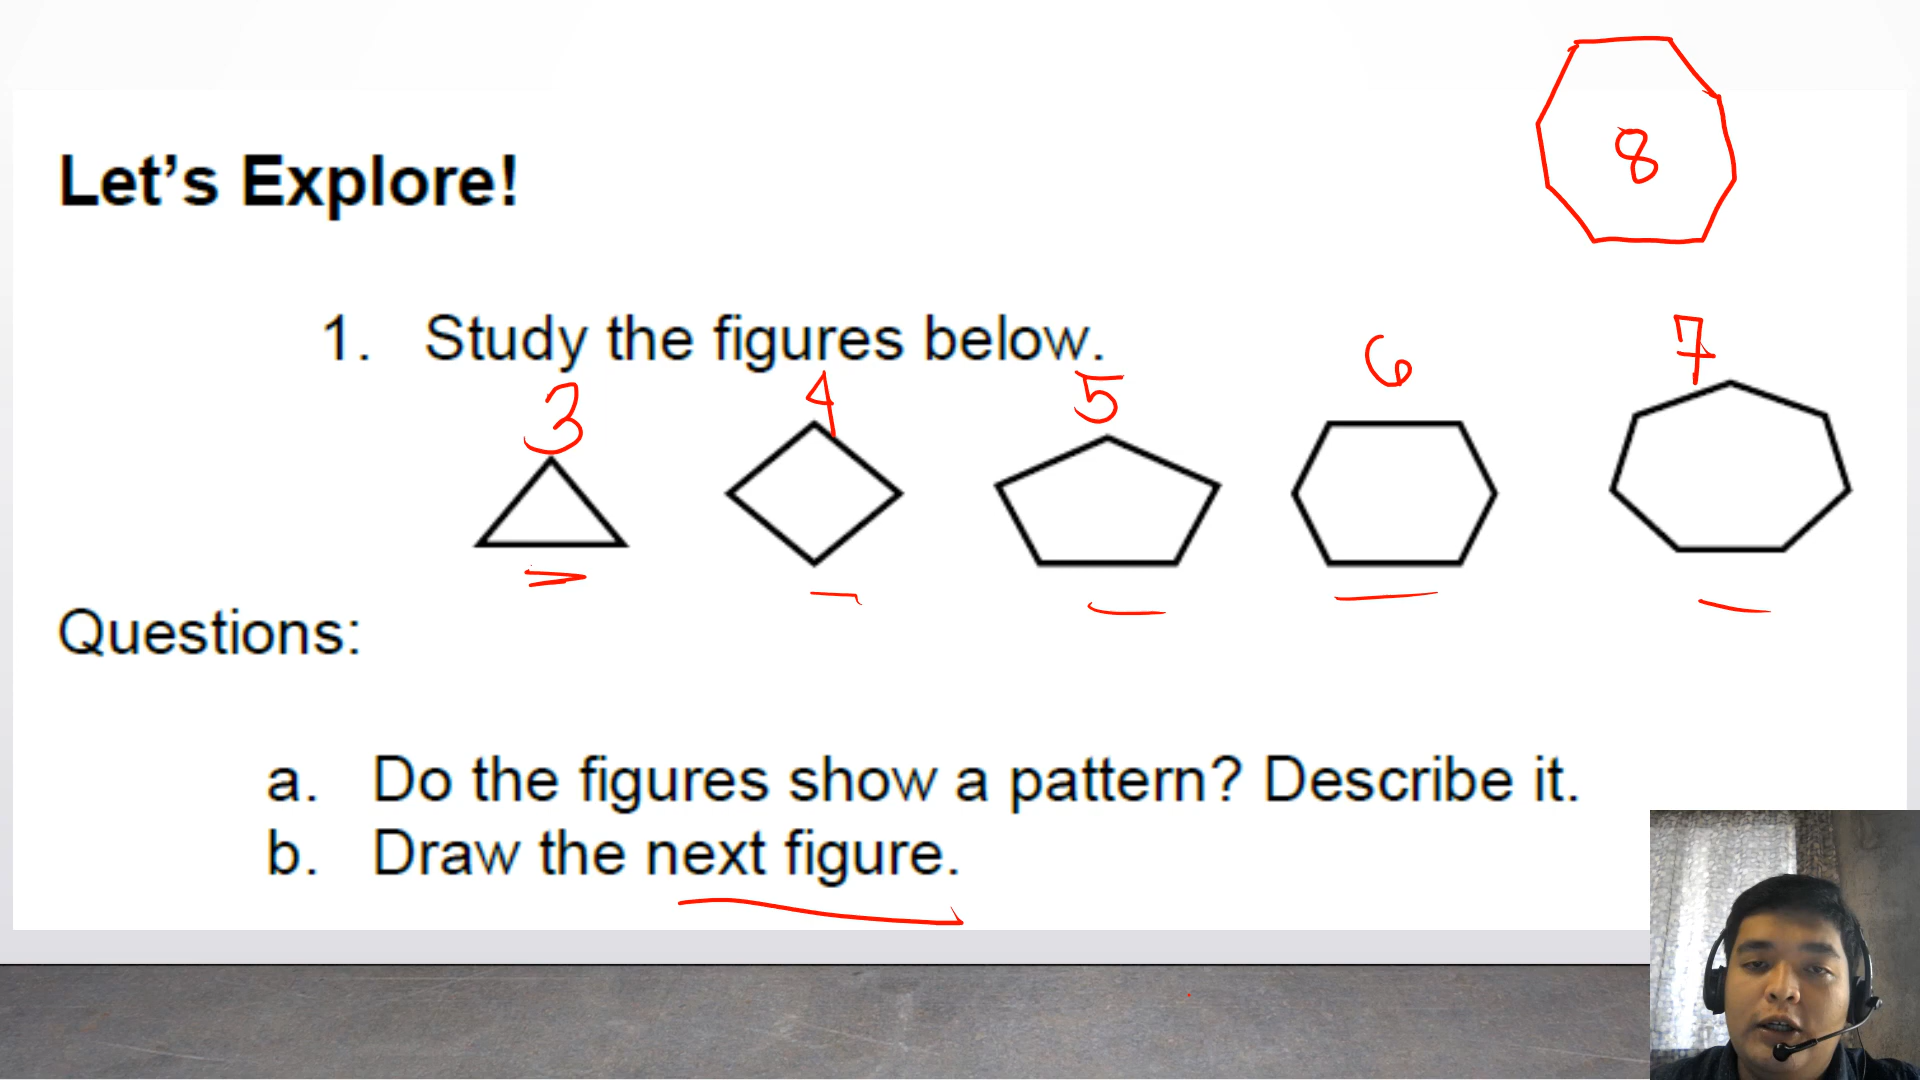 8
Let's Explore!
1. Study the figures below.
3 4 5 6 7
Questions:
a. Do the figures show a pattern? Describe it.
b. Draw the next figure.